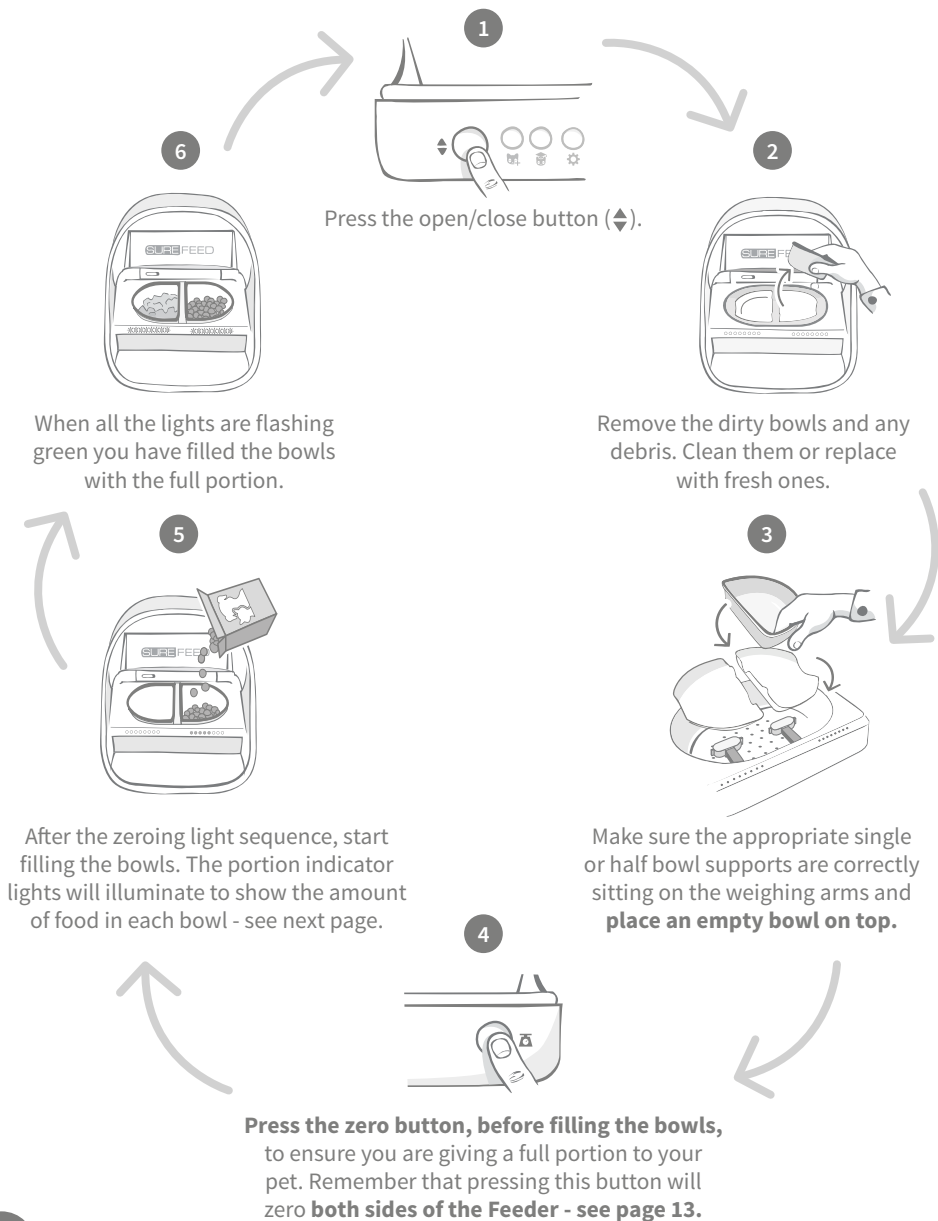 1
Press the open/close button ( ).
2
SUREFE
Remove the dirty bowls and any
debris. Clean them or replace
with fresh ones.
3
Make sure the appropriate single
or half bowl supports are correctly
sitting on the weighing arms and
place an empty bowl on top.
4
Press the zero button, before filling the bowls,
to ensure you are giving a full portion to your
pet. Remember that pressing this button will
zero both sides of the Feeder - see page 13.
5
SUREFEE
After the zeroing light sequence, start
filling the bowls. The portion indicator
lights will illuminate to show the amount
of food in each bowl - see next page.
6
SUREFEED
When all the lights are flashing
green you have filled the bowls
with the full portion.